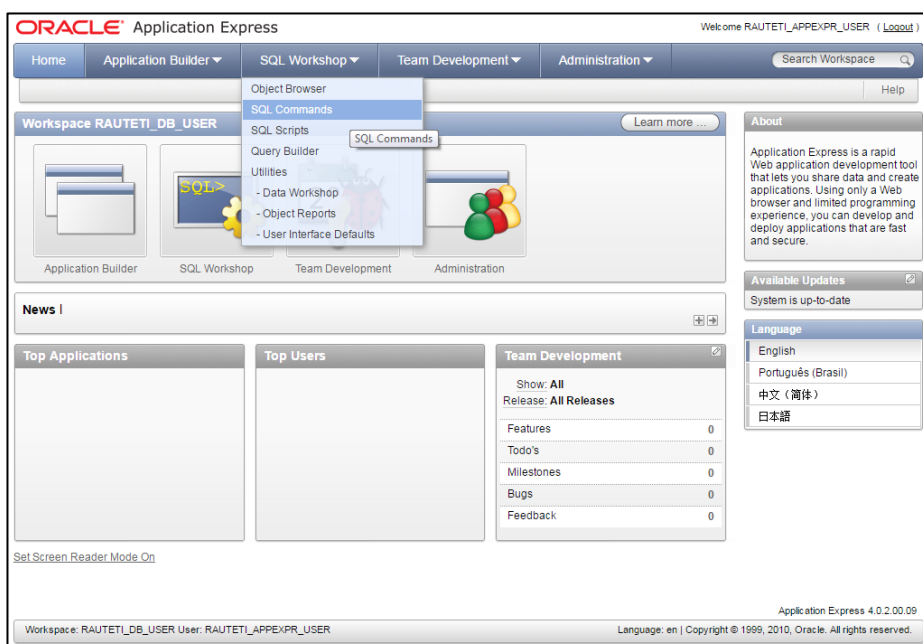 ORACLE Application Express
Welcome RAUTETI_APPEXPR_USER ( Logout )
Home Application Builder SQL Workshop Team Development Administration Search Workspace
Help
Object Browser
SQL Commands
SQL Scripts
Query Builder
Utilities
- Data Workshop
- Object Reports
- User Interface Defaults
SQL Commands
Workspace RAUTETI_DB_USER Learn more ...
SQL>
Application Builder SQL Workshop Team Development Administration
News
Top Applications
Top Users
Team Development
Show: All
Release: All Releases
Features 0
Todo's 0
Milestones 0
Bugs 0
Feedback 0
About
Application Express is a rapid
Web application development tool
that lets you share data and create
applications. Using only a Web
browser and limited programming
experience, you can develop and
deploy applications that are fast
and secure.
Available Updates
System is up-to-date
Language
English
Português (Brasil)
中文（简体）
日本語
Set Screen Reader Mode On
Application Express 4.0.2.00.09
Workspace: RAUTETI_DB_USER User: RAUTETI_APPEXPR_USER
Language: en | Copyright © 1999, 2010, Oracle. All rights reserved.